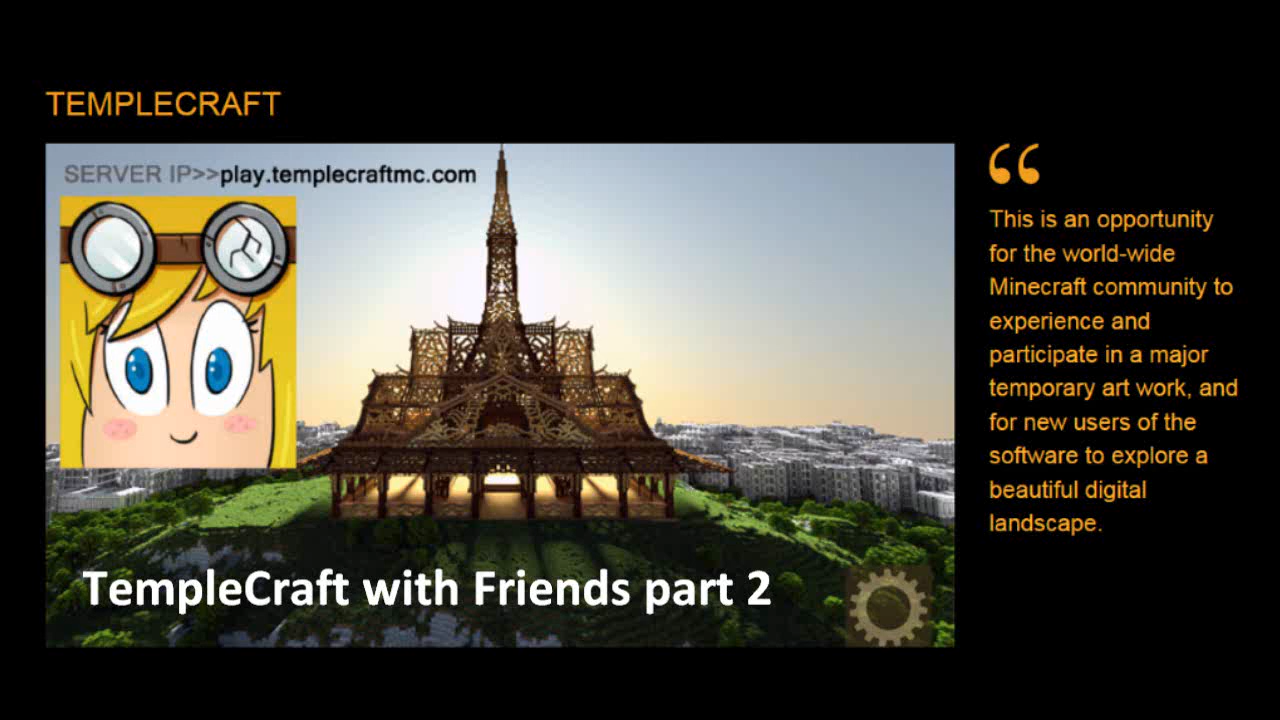 TEMPLECRAFT
SERVER IP>>play.templecraftmc.com
TempleCraft with Friends part 2
“
This is an opportunity
for the world-wide
Minecraft community to
experience and
participate in a major
temporary art work, and
for new users of the
software to explore a
beautiful digital
landscape.